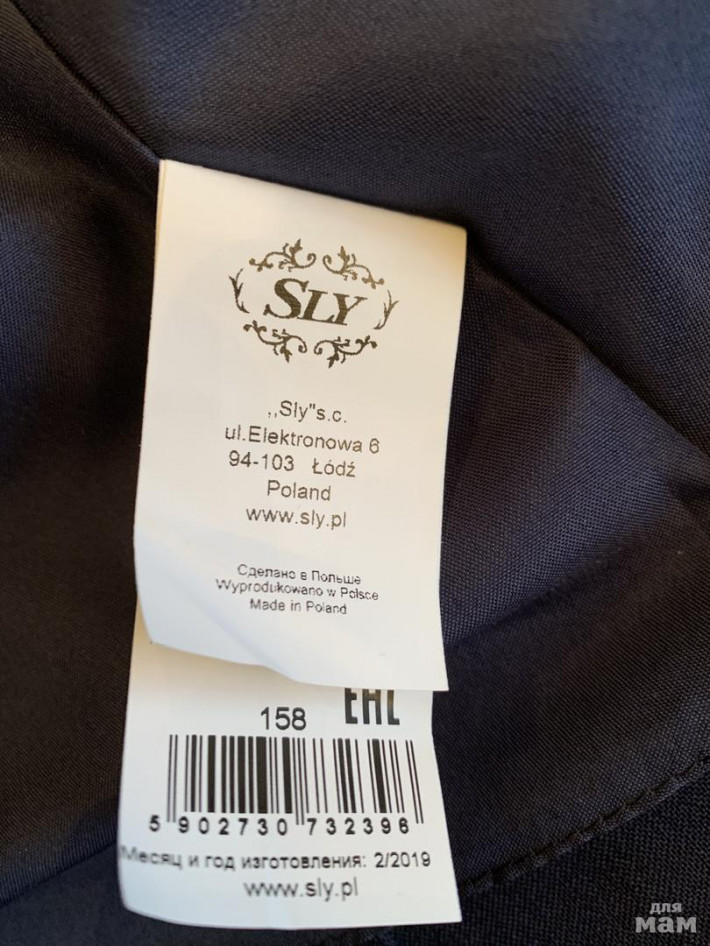 SLY
,,Sly"s.c.
ul.Elektronowa 6
94-103 Łódź
Poland
www.sly.pl
Сделано в Польше
Wyprodukowano w Polsce
Made in Poland
158 EAC
5 902730 732396
Месяц и год изготовления: 2/2019
www.sly.pl
для
мам